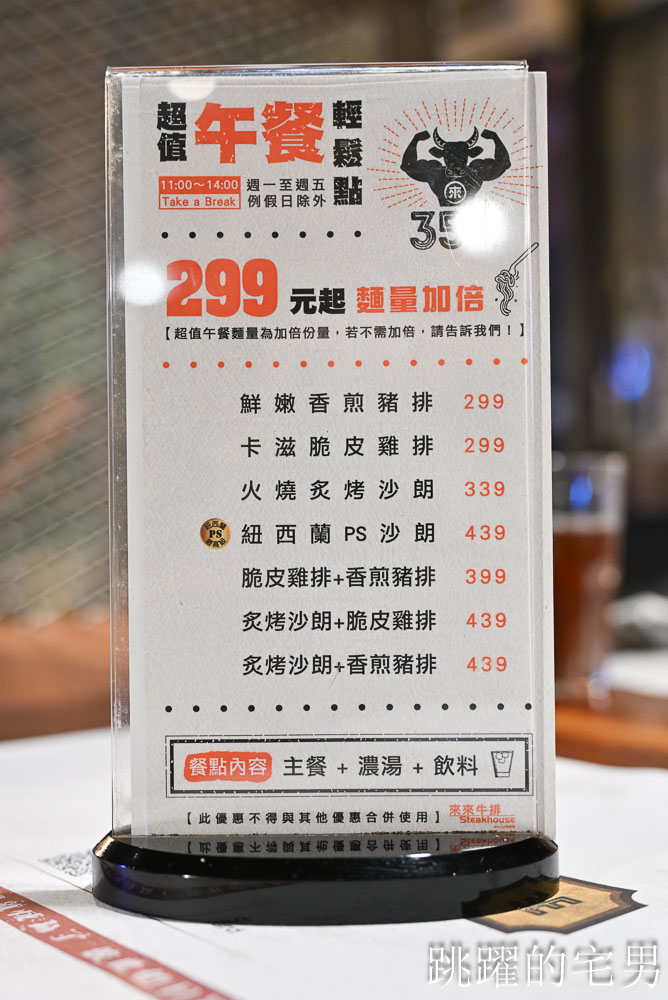 超值 午餐 輕鬆點
11:00～14:00 週一至週五
Take a Break 例假日除外
來
299 元起 麵量加倍
【超值午餐麵量為加倍份量，若不需加倍，請告訴我們！】
鮮嫩香煎豬排 299
卡滋脆皮雞排 299
火燒炙烤沙朗 339
PS 紐西蘭PS沙朗 439
脆皮雞排+香煎豬排 399
炙烤沙朗+脆皮雞排 439
炙烤沙朗+香煎豬排 439
餐點內容 主餐 + 濃湯 + 飲料
【此優惠不得與其他優惠合併使用】 來來牛排
Steakhouse
跳躍的宅男